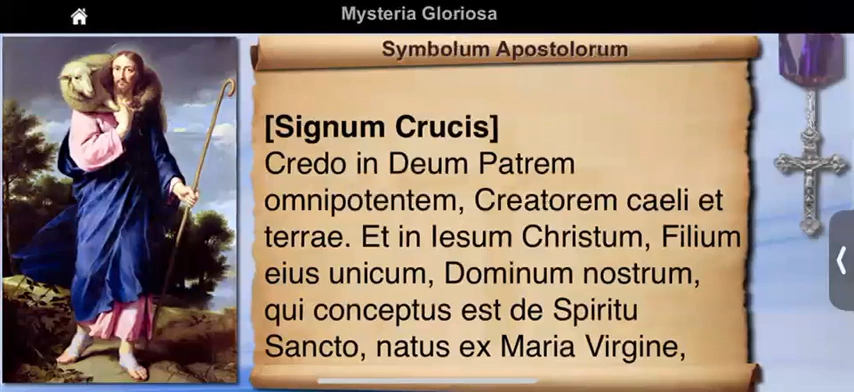 Mysteria Gloriosa
Symbolum Apostolorum
[Signum Crucis]
Credo in Deum Patrem
omnipotentem, Creatorem caeli et
terrae. Et in Iesum Christum, Filium
eius unicum, Dominum nostrum,
qui conceptus est de Spiritu
Sancto, natus ex Maria Virgine,